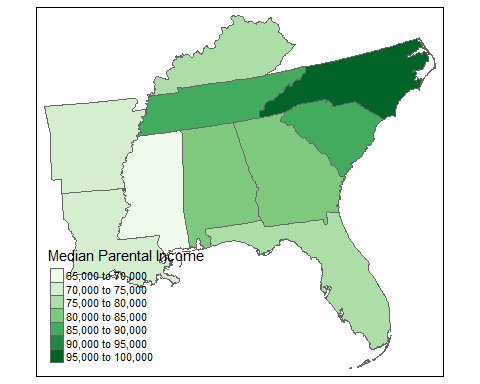 Median Parental Income
65,000 to 70,000
70,000 to 75,000
75,000 to 80,000
80,000 to 85,000
85,000 to 90,000
90,000 to 95,000
95,000 to 100,000